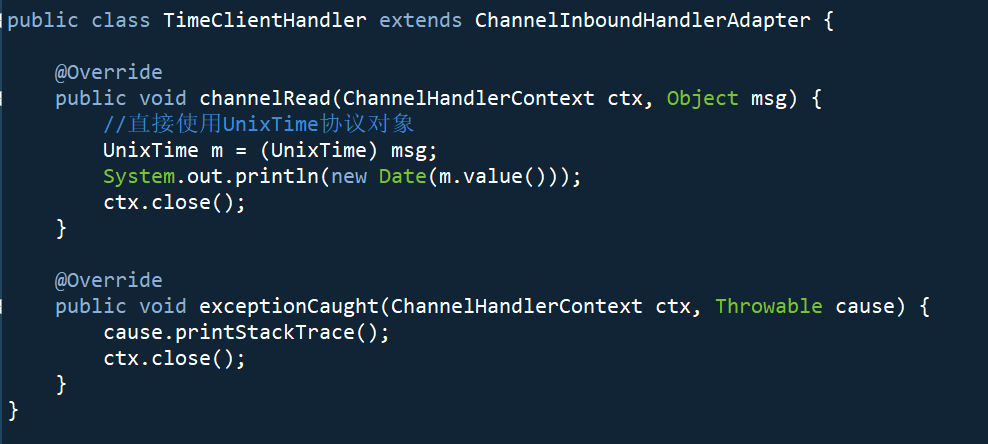 public class TimeClientHandler extends ChannelInboundHandlerAdapter {
@Override
public void channelRead(ChannelHandlerContext ctx, Object msg) {
//直接使用UnixTime协议对象
UnixTime m = (UnixTime) msg;
System.out.println(new Date(m.value()));
ctx.close();
}
@Override
public void exceptionCaught(ChannelHandlerContext ctx, Throwable cause) {
cause.printStackTrace();
ctx.close();
}
}